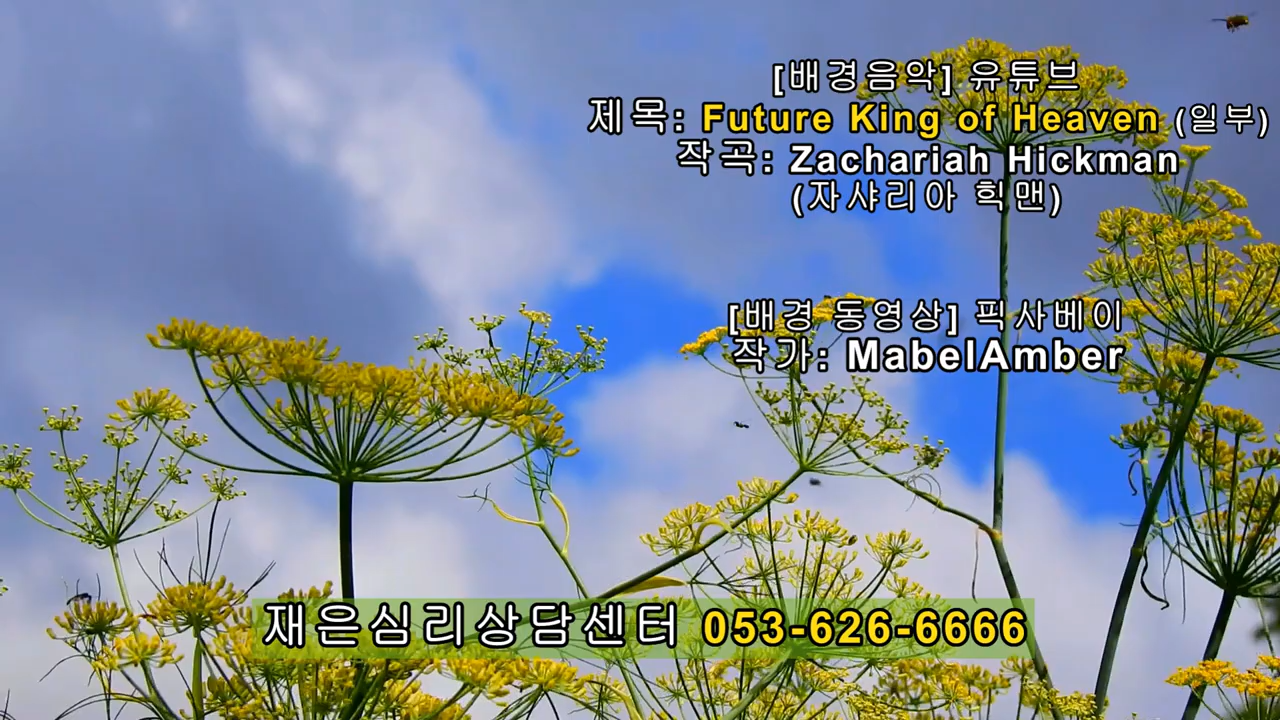 [배경음악] 유튜브
제목: Future King of Heaven (일부)
작곡: Zachariah Hickman
(자샤리아 힉맨)
[배경 동영상] 픽사베이
작가: MabelAmber
재은심리상담센터 053-626-6666